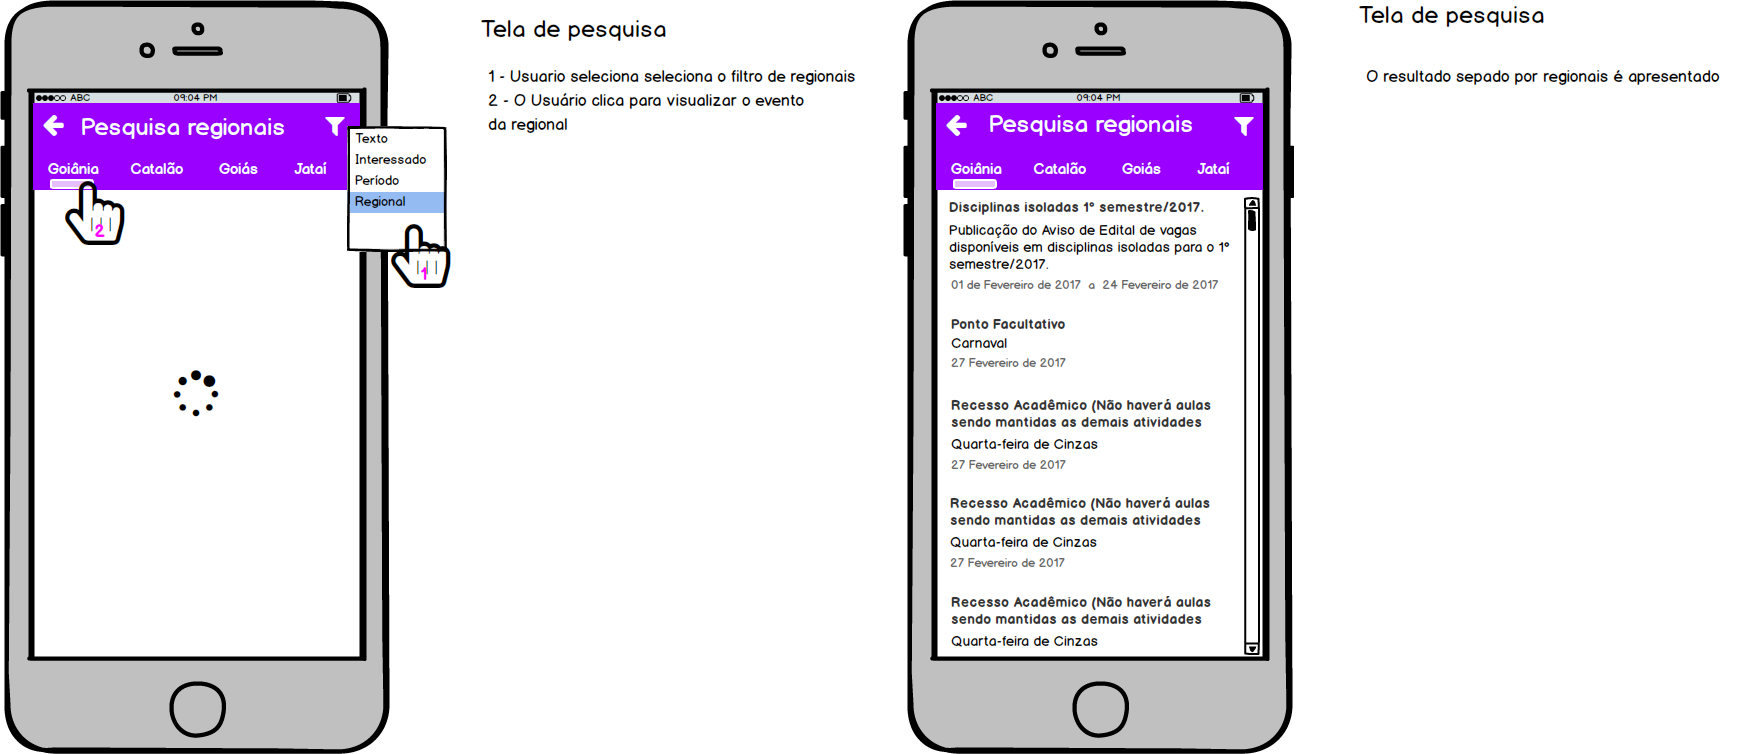 ABC 09:04 PM
Pesquisa regionais
Goiânia Catalão Goiás Jataí
Texto
Interessado
Período
Regional
2
1
Tela de pesquisa
1 - Usuario seleciona seleciona o filtro de regionais
2 - O Usuário clica para visualizar o evento
da regional
ABC 09:04 PM
Pesquisa regionais
Goiânia Catalão Goiás Jataí
Disciplinas isoladas 1º semestre/2017.
Publicação do Aviso de Edital de vagas
disponíveis em disciplinas isoladas para o 1º
semestre/2017.
01 de Fevereiro de 2017 a 24 Fevereiro de 2017
Ponto Facultativo
Carnaval
27 Fevereiro de 2017
Recesso Acadêmico (Não haverá aulas
sendo mantidas as demais atividades
Quarta-feira de Cinzas
27 Fevereiro de 2017
Recesso Acadêmico (Não haverá aulas
sendo mantidas as demais atividades
Quarta-feira de Cinzas
27 Fevereiro de 2017
Recesso Acadêmico (Não haverá aulas
sendo mantidas as demais atividades
Quarta-feira de Cinzas
Tela de pesquisa
O resultado sepado por regionais é apresentado